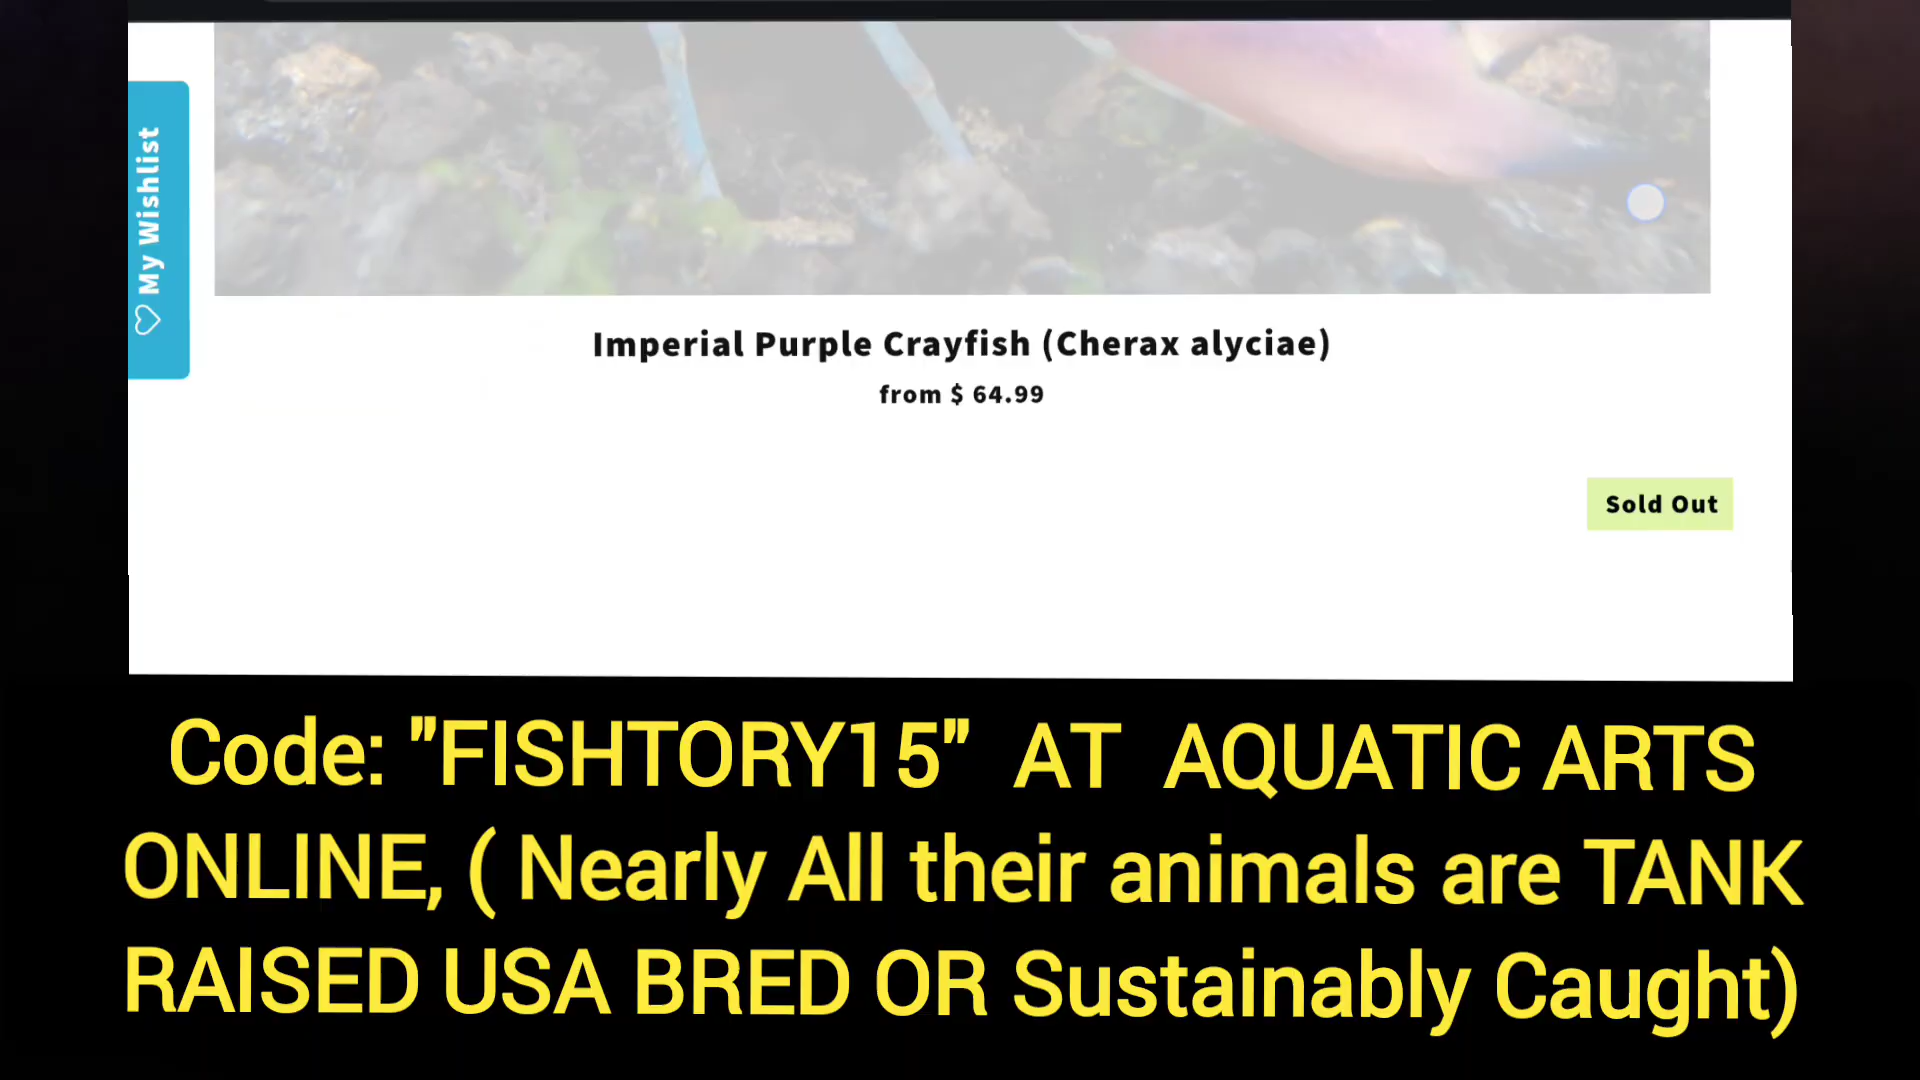 My Wishlist
Imperial Purple Crayfish (Cherax alyciae)
from $ 64.99
Sold Out
Code: "FISHTORY15" AT AQUATIC ARTS
ONLINE, ( Nearly All their animals are TANK
RAISED USA BRED OR Sustainably Caught)